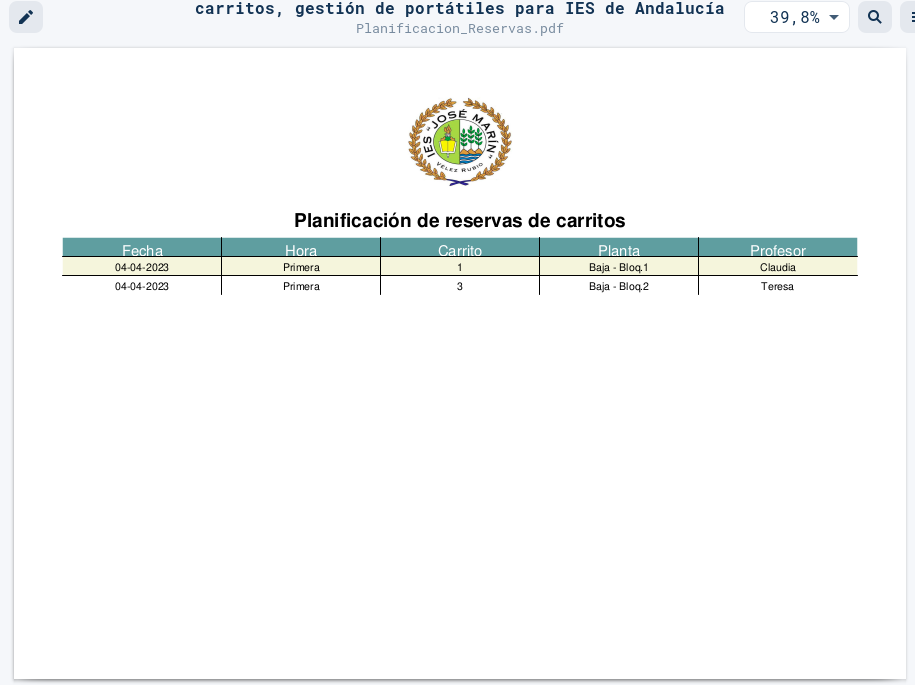 carritos, gestión de portátiles para IES de Andalucía
Planificacion_Reservas.pdf
39,8%
IES "JOSÉ MARÍN"
VELEZ RUBIO
Planificación de reservas de carritos
Fecha Hora Carrito Planta Profesor
04-04-2023 Primera 1 Baja - Bloq.1 Claudia
04-04-2023 Primera 3 Baja - Bloq.2 Teresa